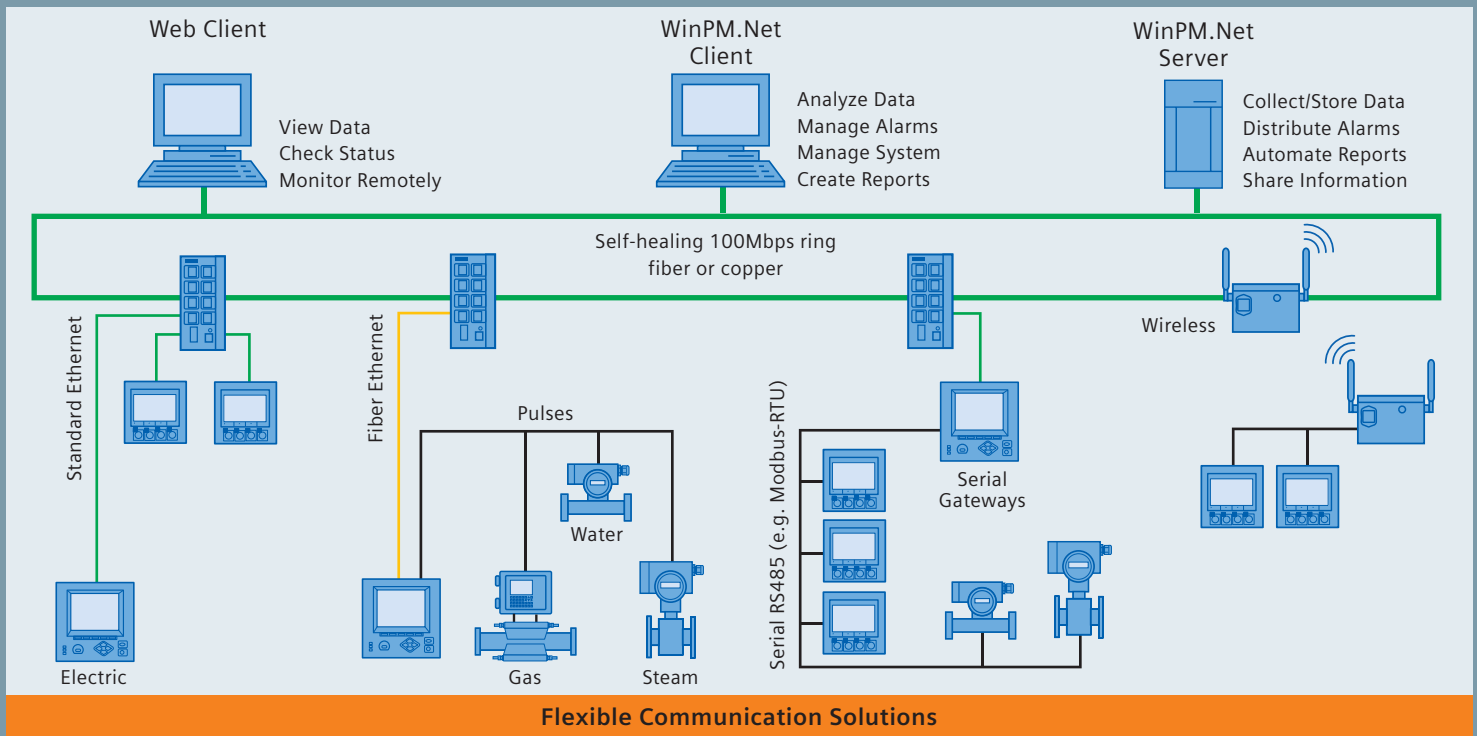 Web Client
View Data
Check Status
Monitor Remotely
WinPM.Net
Client
Analyze Data
Manage Alarms
Manage System
Create Reports
WinPM.Net
Server
Collect/Store Data
Distribute Alarms
Automate Reports
Share Information
Self-healing 100Mbps ring
fiber or copper
Wireless
Standard Ethernet
Fiber Ethernet
Pulses
Water
Serial RS485 (e.g. Modbus-RTU)
Serial
Gateways
Electric
Gas
Steam
Flexible Communication Solutions